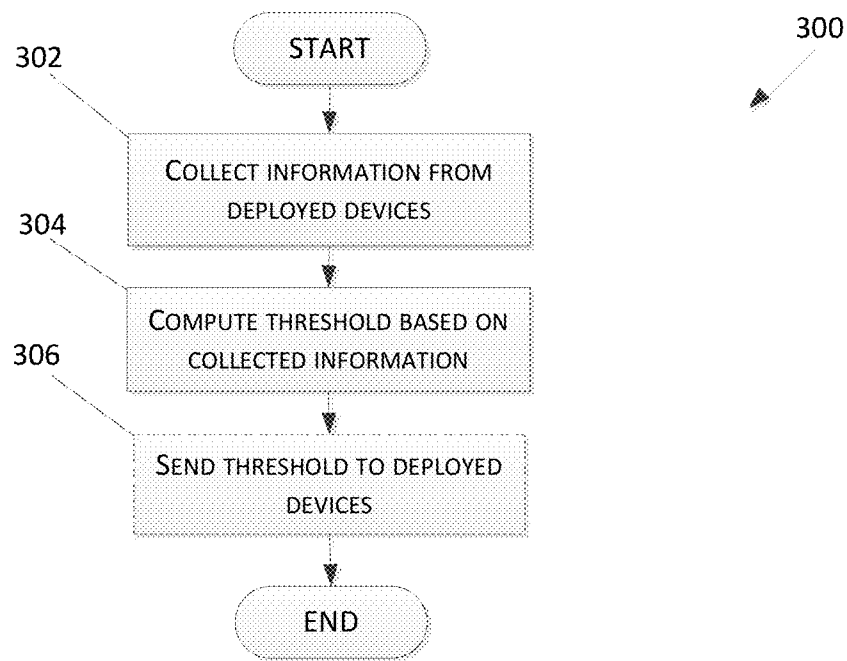 START
300
302
COLLECT INFORMATION FROM
DEPLOYED DEVICES
304
COMPUTE THRESHOLD BASED ON
COLLECTED INFORMATION
306
SEND THRESHOLD TO DEPLOYED
DEVICES
END